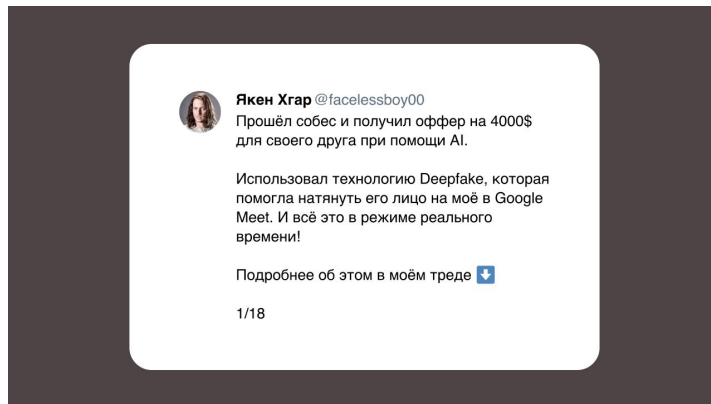 Якен Хгар @facelessboy00
Прошёл собес и получил оффер на 4000$
для своего друга при помощи AI.
Использовал технологию Deepfake, которая
помогла натянуть его лицо на моё в Google
Meet. И всё это в режиме реального
времени!
Подробнее об этом в моём треде ⬇️
1/18